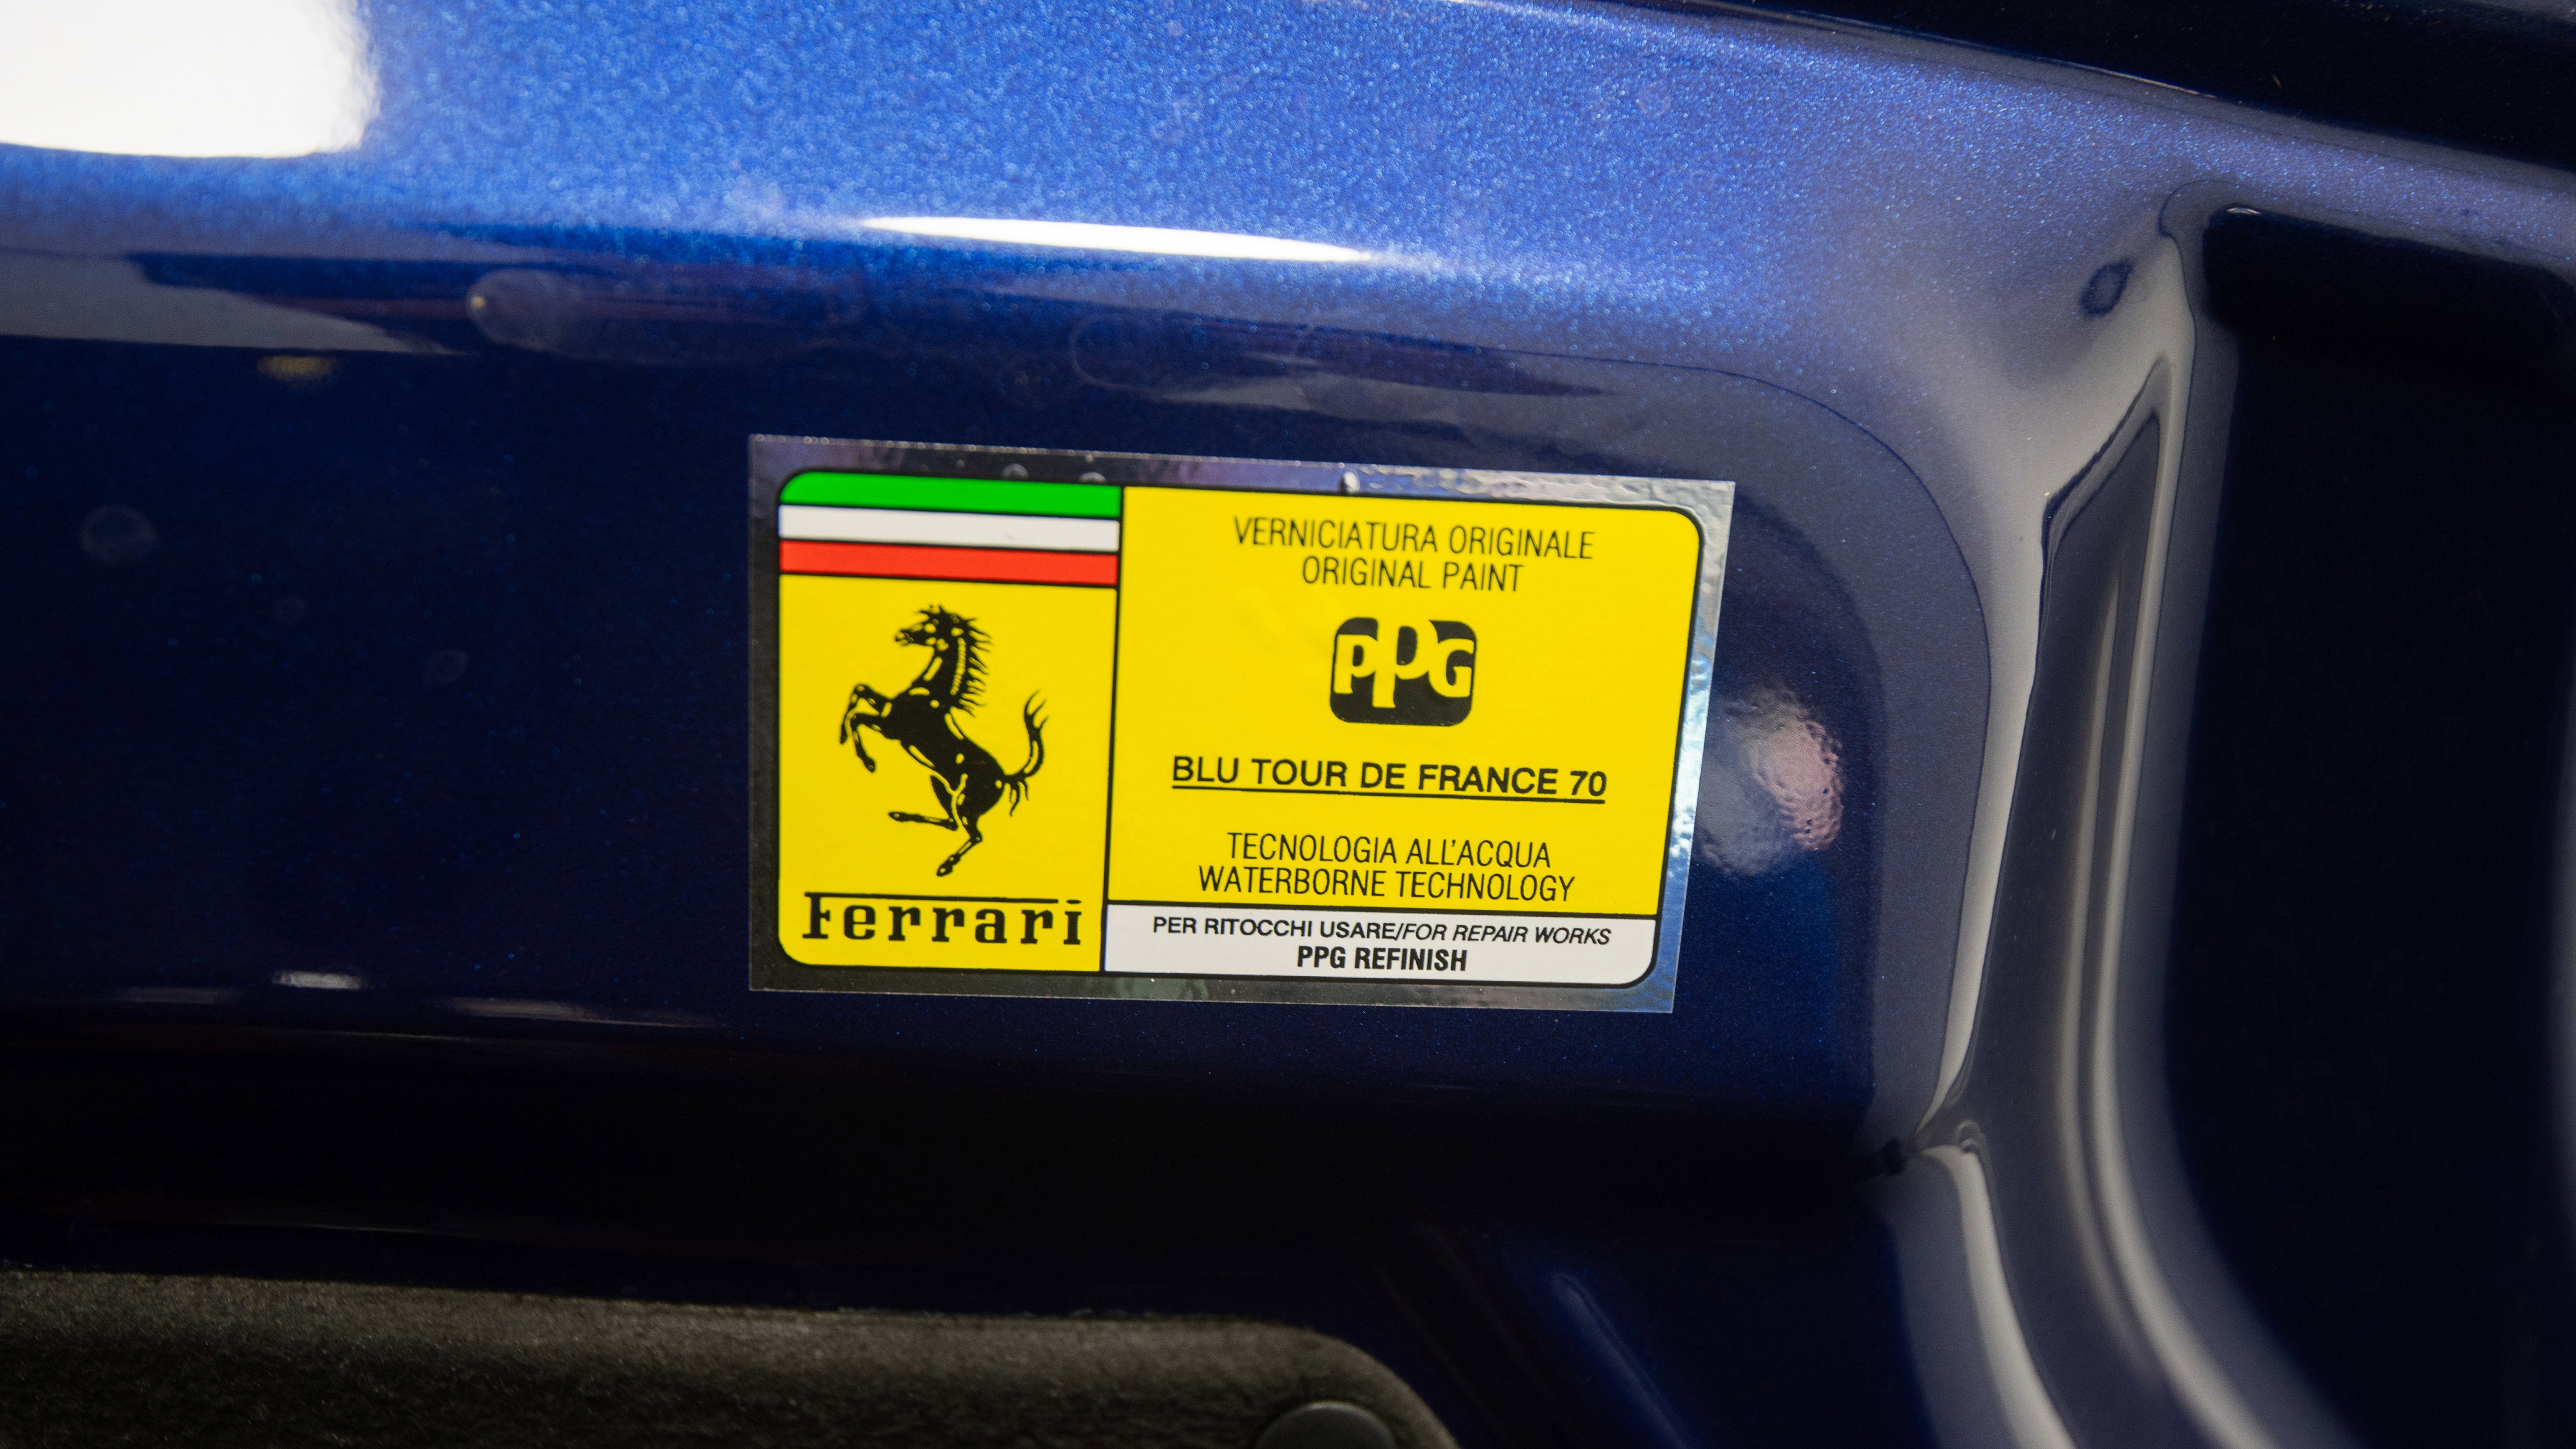 Ferrari
VERNICIATURA ORIGINALE
ORIGINAL PAINT
PPG
BLU TOUR DE FRANCE 70
TECNOLOGIA ALL'ACQUA
WATERBORNE TECHNOLOGY
PER RITOCCHI USARE/FOR REPAIR WORKS
PPG REFINISH